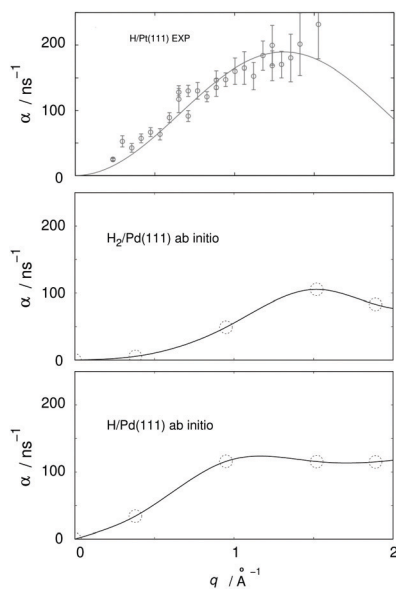 H/Pt(111) EXP
200
100
0
α / ns⁻¹
H₂/Pd(111) ab initio
200
100
0
α / ns⁻¹
H/Pd(111) ab initio
200
100
0
α / ns⁻¹
0 1 2
q / Å⁻¹